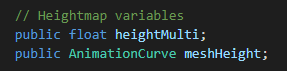 // Heightmap variables
public float heightMulti;
public AnimationCurve meshHeight;